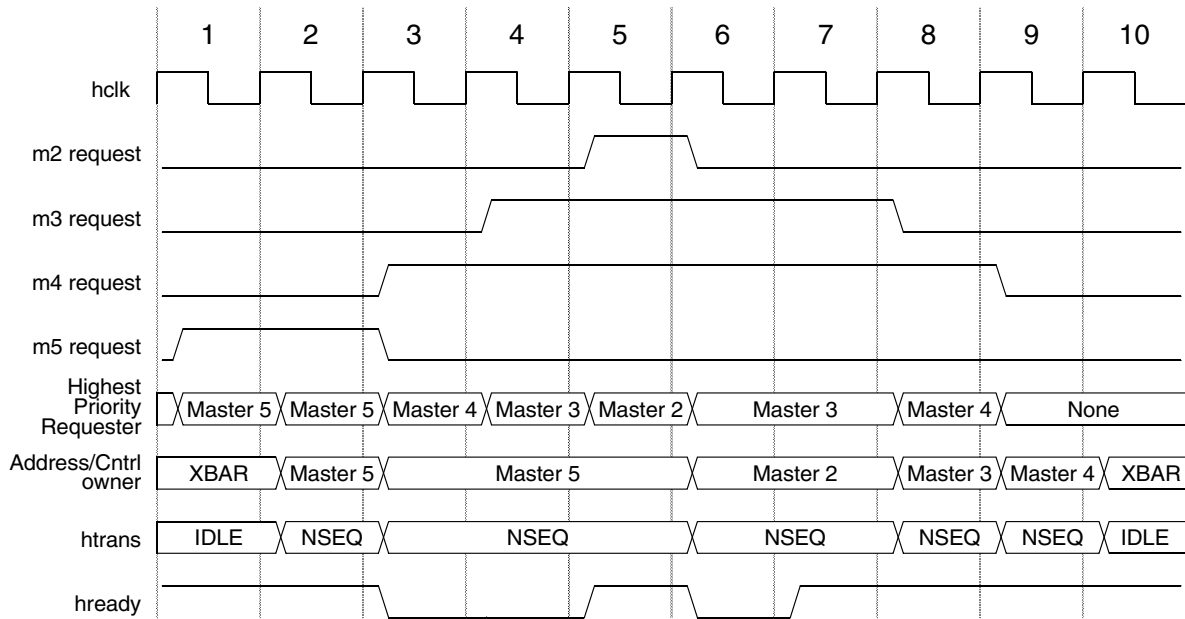 1 2 3 4 5 6 7 8 9 10
hclk
m2 request
m3 request
m4 request
m5 request
Highest
Priority
Requester
Master 5 Master 5 Master 4 Master 3 Master 2 Master 3 Master 4 None
Address/Cntrl
owner
XBAR Master 5 Master 5 Master 2 Master 3 Master 4 XBAR
htrans IDLE NSEQ NSEQ NSEQ NSEQ NSEQ IDLE
hready